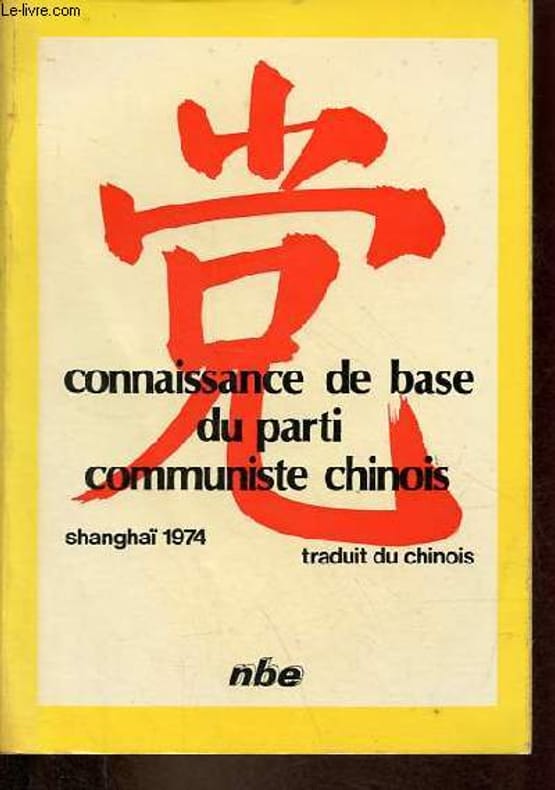 Le-livre.com
党
connaissance de base
du parti
communiste chinois
shanghaï 1974
traduit du chinois
nbe